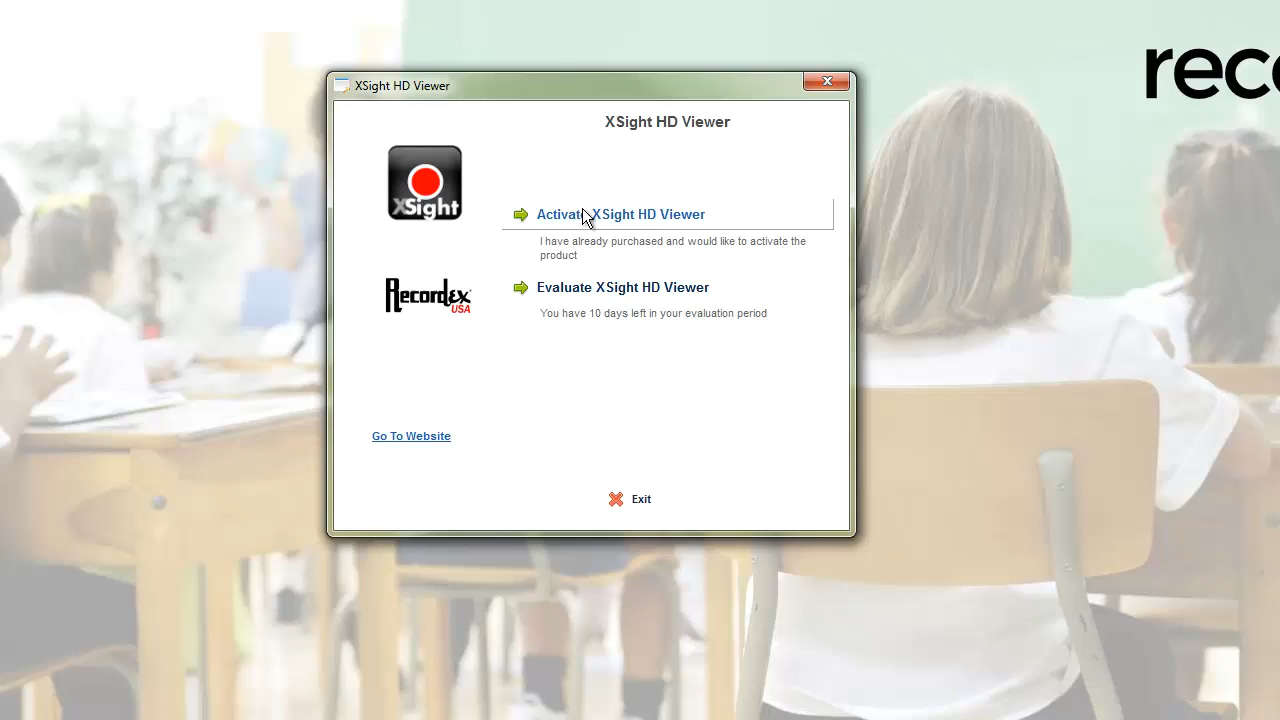 reco
XSight HD Viewer
XSight HD Viewer
XSight
Activate XSight HD Viewer
I have already purchased and would like to activate the
product
Recordex
USA
Evaluate XSight HD Viewer
You have 10 days left in your evaluation period
Go To Website
Exit